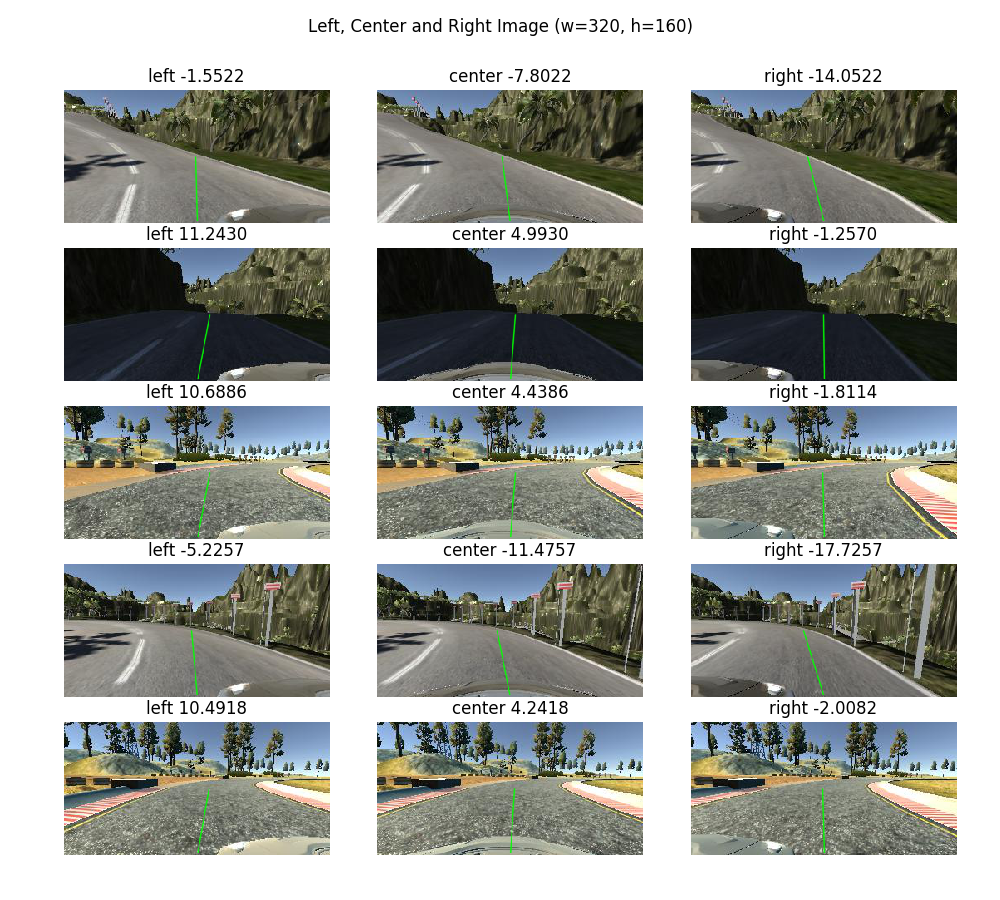 Left, Center and Right Image (w=320, h=160)
left -1.5522 center -7.8022 right -14.0522
left 11.2430 center 4.9930 right -1.2570
left 10.6886 center 4.4386 right -1.8114
left -5.2257 center -11.4757 right -17.7257
left 10.4918 center 4.2418 right -2.0082